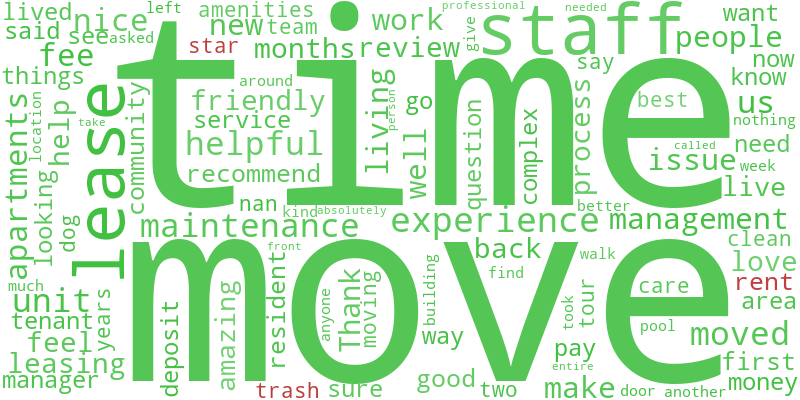 lived
nice
said
see
asked
left
amenities
new
team
star
months
work
review
professional
needed
give
staff
want
people
fee
things
around
friendly
service
helpful
recommend
living
person
go
well
question
complex
process
say
best
now
know
us
nothing
need
called
issue
week
live
time
lease
apartments
location
help
take
community
looking
dog
nan
kind
absolutely
maintenance
experience
better
management
back
front
walk
clean
love
rent
area
find
care
move
much
unit
years
tenant
feel
leasing
manager
deposit
amazing
resident
anyone
Thank
moving
building
way
took
tour
pool
moved
pay
entire
first
money
trash
sure
good
two
make
door
another